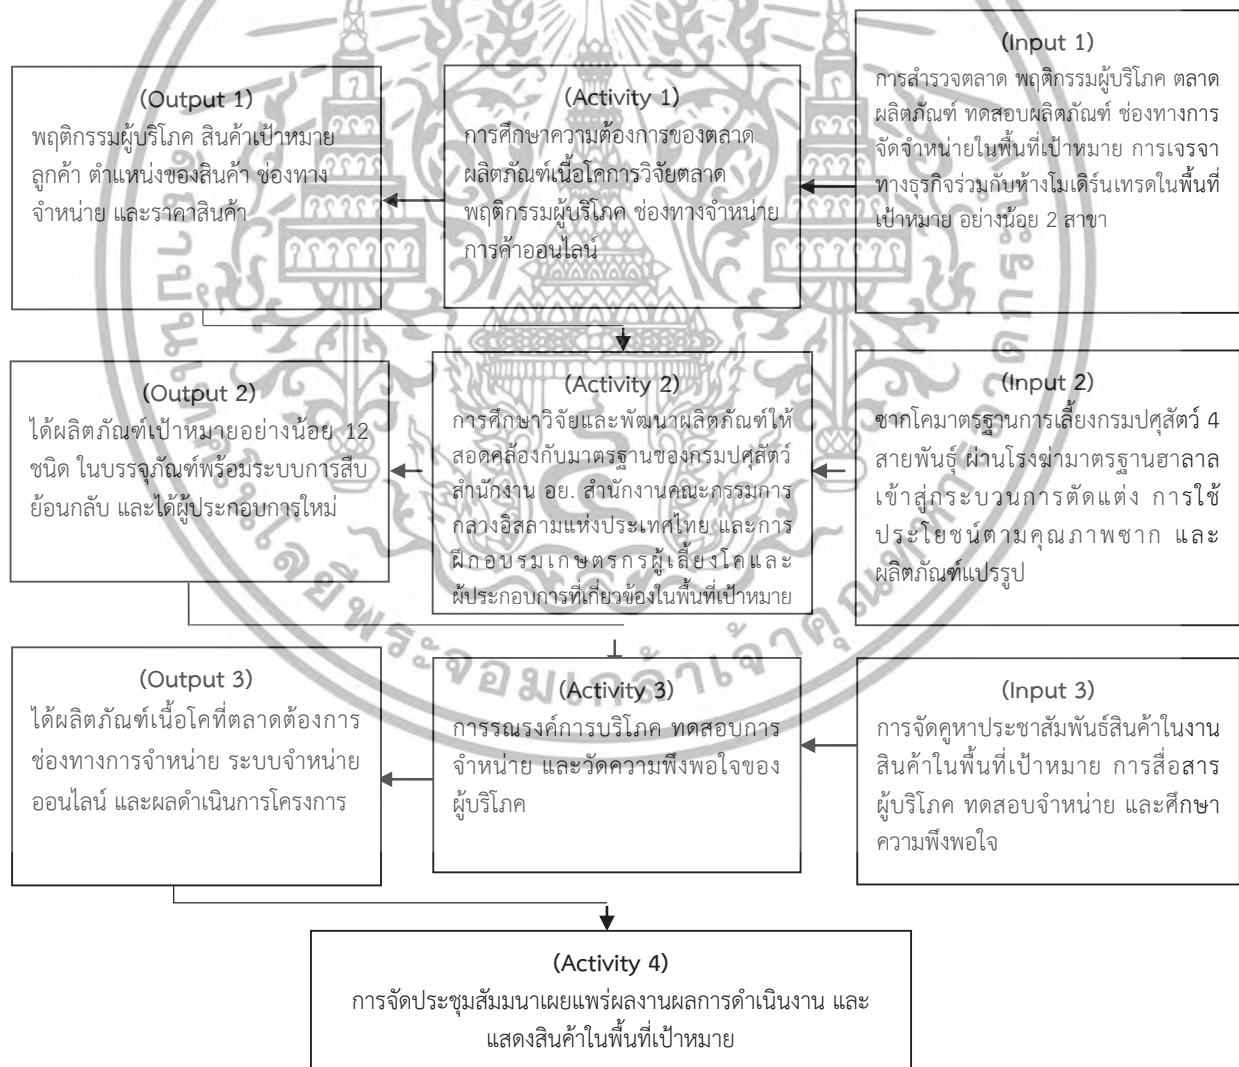 (Output 1)
พฤติกรรมผู้บริโภค สินค้าเป้าหมาย
ลูกค้า ตำแหน่งของสินค้า ช่องทาง
จำหน่าย และราคาสินค้า
(Activity 1)
การศึกษาความต้องการของตลาด
ผลิตภัณฑ์เนื้อโคการวิจัยตลาด
พฤติกรรมผู้บริโภค ช่องทางจำหน่าย
การค้าออนไลน์
(Input 1)
การสำรวจตลาด พฤติกรรมผู้บริโภค ตลาด
ผลิตภัณฑ์ ทดสอบผลิตภัณฑ์ ช่องทางการ
จัดจำหน่ายในพื้นที่เป้าหมาย การเจรจา
ทางธุรกิจร่วมกับห้างโมเดิร์นเทรดในพื้นที่
เป้าหมาย อย่างน้อย 2 สาขา
(Output 2)
ได้ผลิตภัณฑ์เป้าหมายอย่างน้อย 12
ชนิด ในบรรจุภัณฑ์พร้อมระบบการสืบ
ย้อนกลับ และได้ผู้ประกอบการใหม่
(Activity 2)
การศึกษาวิจัยและพัฒนาผลิตภัณฑ์ให้
สอดคล้องกับมาตรฐานของกรมปศุสัตว์
สำนักงาน อย. สำนักงานคณะกรรมการ
กลางอิสลามแห่งประเทศไทย และการ
ฝึกอบรมเกษตรกรผู้เลี้ยงโคและ
ผู้ประกอบการที่เกี่ยวข้องในพื้นที่เป้าหมาย
(Input 2)
ซากโคมาตรฐานการเลี้ยงกรมปศุสัตว์ 4
สายพันธุ์ ผ่านโรงฆ่ามาตรฐานฮาลาล
เข้าสู่กระบวนการตัดแต่ง การใช้
ประโยชน์ตามคุณภาพซาก และ
ผลิตภัณฑ์แปรรูป
(Output 3)
ได้ผลิตภัณฑ์เนื้อโคที่ตลาดต้องการ
ช่องทางการจำหน่าย ระบบจำหน่าย
ออนไลน์ และผลดำเนินการโครงการ
(Activity 3)
การรณรงค์การบริโภค ทดสอบการ
จำหน่าย และวัดความพึงพอใจของ
ผู้บริโภค
(Input 3)
การจัดคูหาประชาสัมพันธ์สินค้าในงาน
สินค้าในพื้นที่เป้าหมาย การสื่อสาร
ผู้บริโภค ทดสอบจำหน่าย และศึกษา
ความพึงพอใจ
(Activity 4)
การจัดประชุมสัมมนาเผยแพร่ผลงานผลการดำเนินงาน และ
แสดงสินค้าในพื้นที่เป้าหมาย
พระจอมเกล้าเจ้าคุณทหารลาดกระบัง